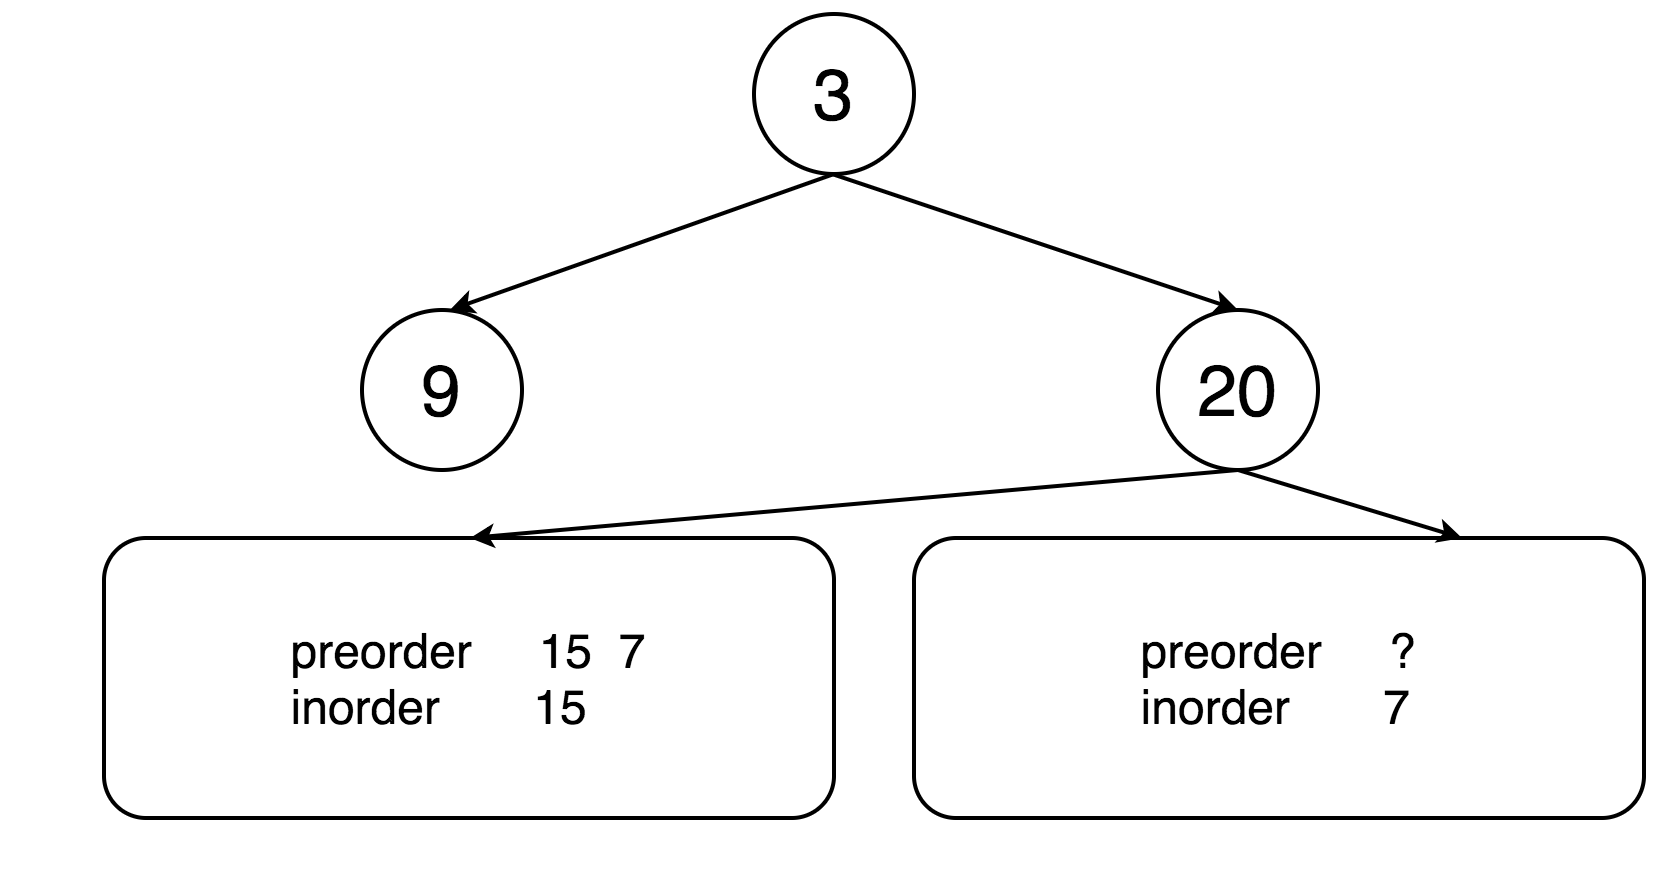 3
9
20
preorder 15 7
inorder 15
preorder ?
inorder 7